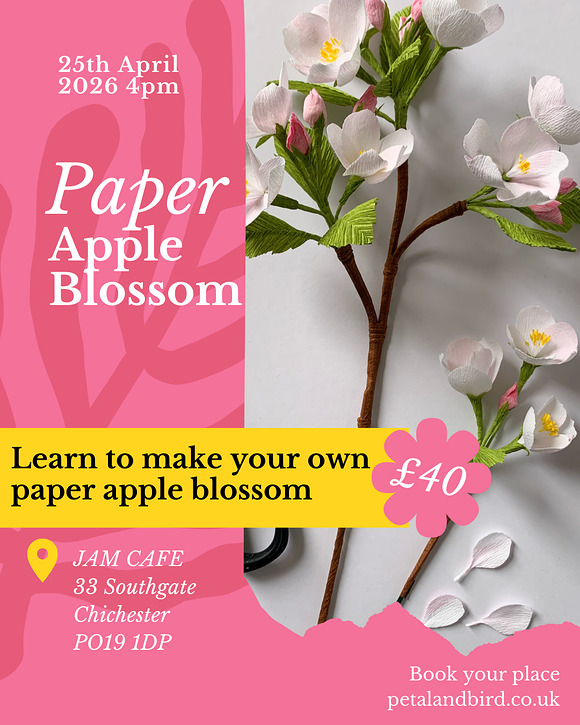 25th April
2026 4pm
Paper
Apple
Blossom
Learn to make your own
paper apple blossom
£40
JAM CAFE
33 Southgate
Chichester
PO19 1DP
Book your place
petalandbird.co.uk